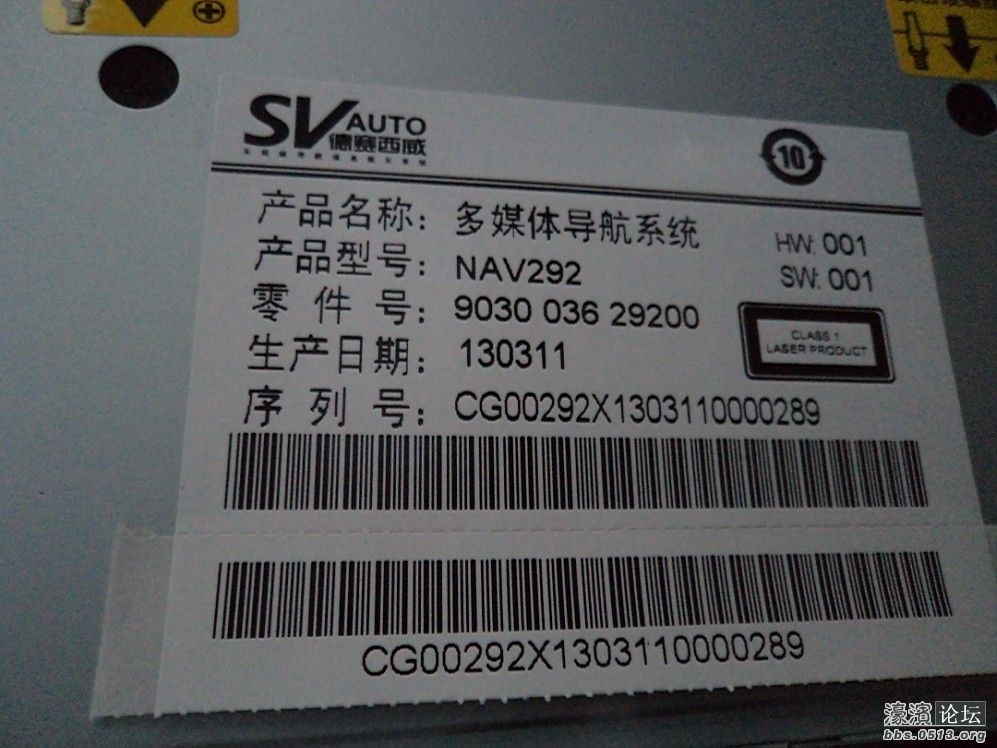 SV AUTO
德赛西威
10
产品名称: 多媒体导航系统
HW: 001
产品型号: NAV292
SW: 001
零件号: 9030 036 29200
CLASS 1
LASER PRODUCT
生产日期: 130311
序列号: CG00292X1303110000289
CG00292X1303110000289
濠滨论坛
bbs.0513.org